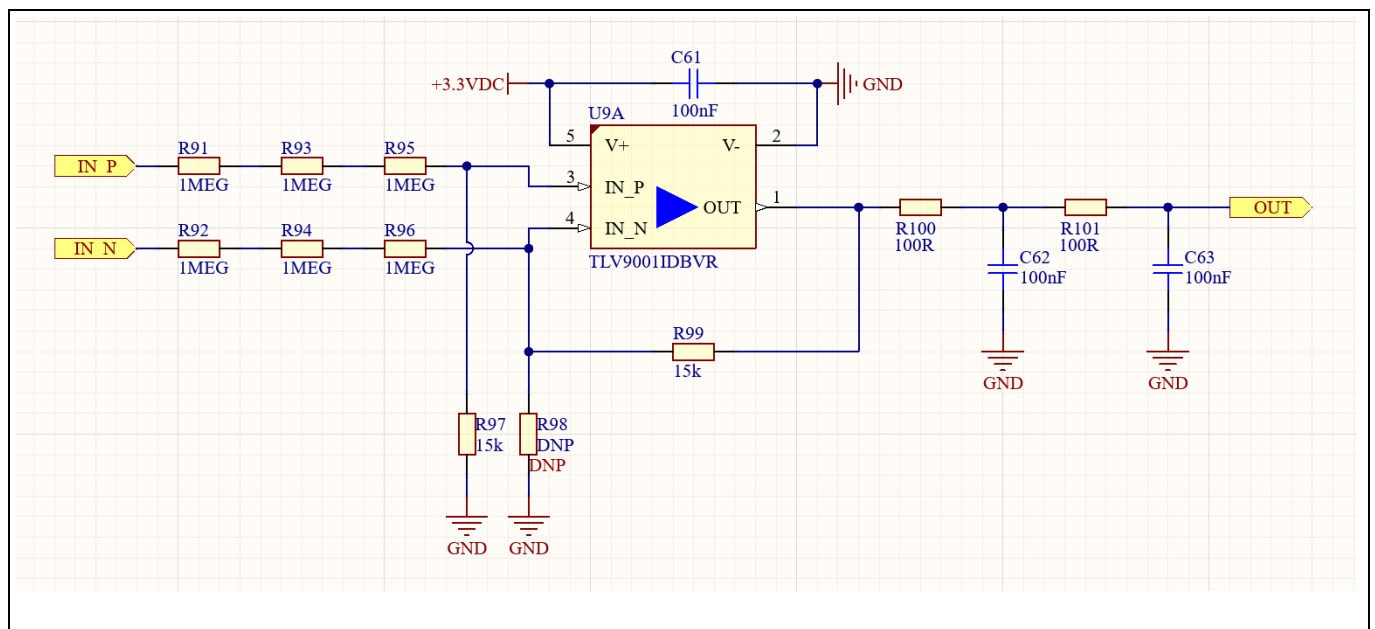 C61
+3.3VDC
GND
100nF
U9A
5
V+
V-
2
R91
R93
R95
IN P
1MEG
1MEG
1MEG
3
IN_P
OUT
1
4
IN_N
R92
R94
R96
IN N
1MEG
1MEG
1MEG
TLV9001IDBVR
R100
100R
R101
100R
OUT
C62
100nF
C63
100nF
R99
15k
GND
GND
R97
15k
R98
DNP
DNP
GND
GND